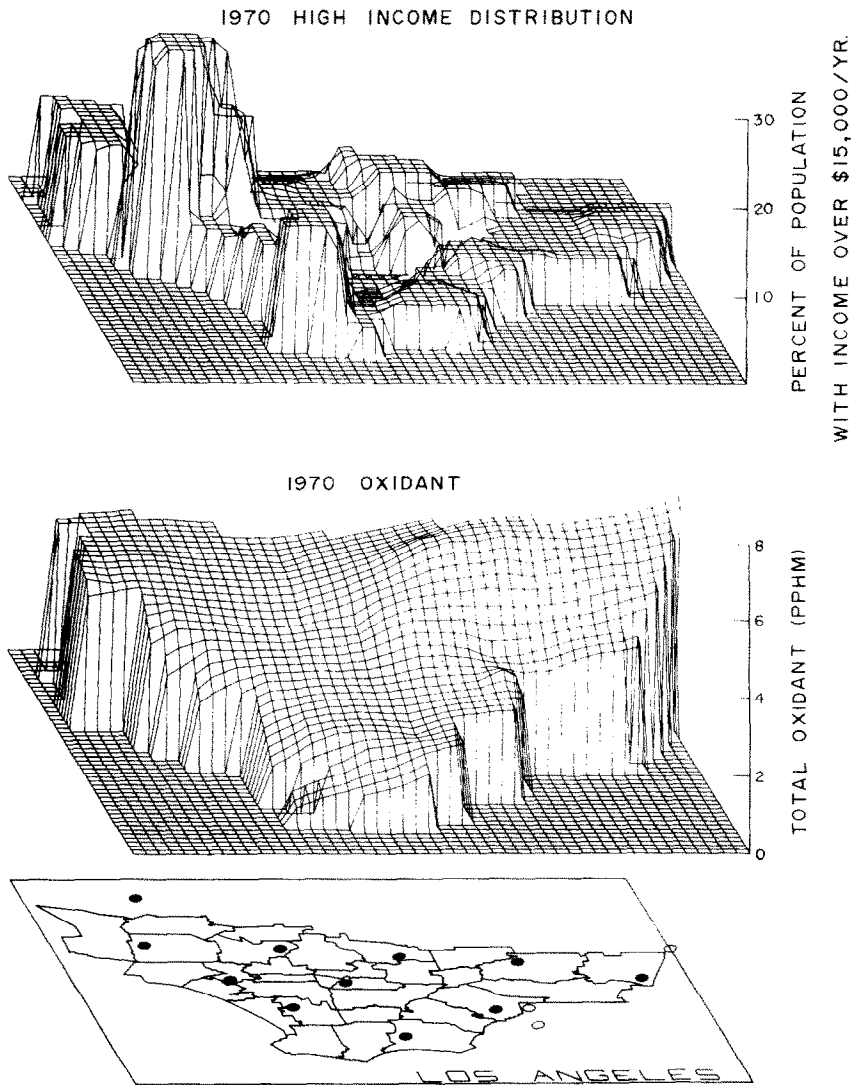 1970 HIGH INCOME DISTRIBUTION
30
20
10
PERCENT OF POPULATION
WITH INCOME OVER $15,000/YR.
1970 OXIDANT
8
6
4
2
0
TOTAL OXIDANT (PPHM)
LOS ANGELES